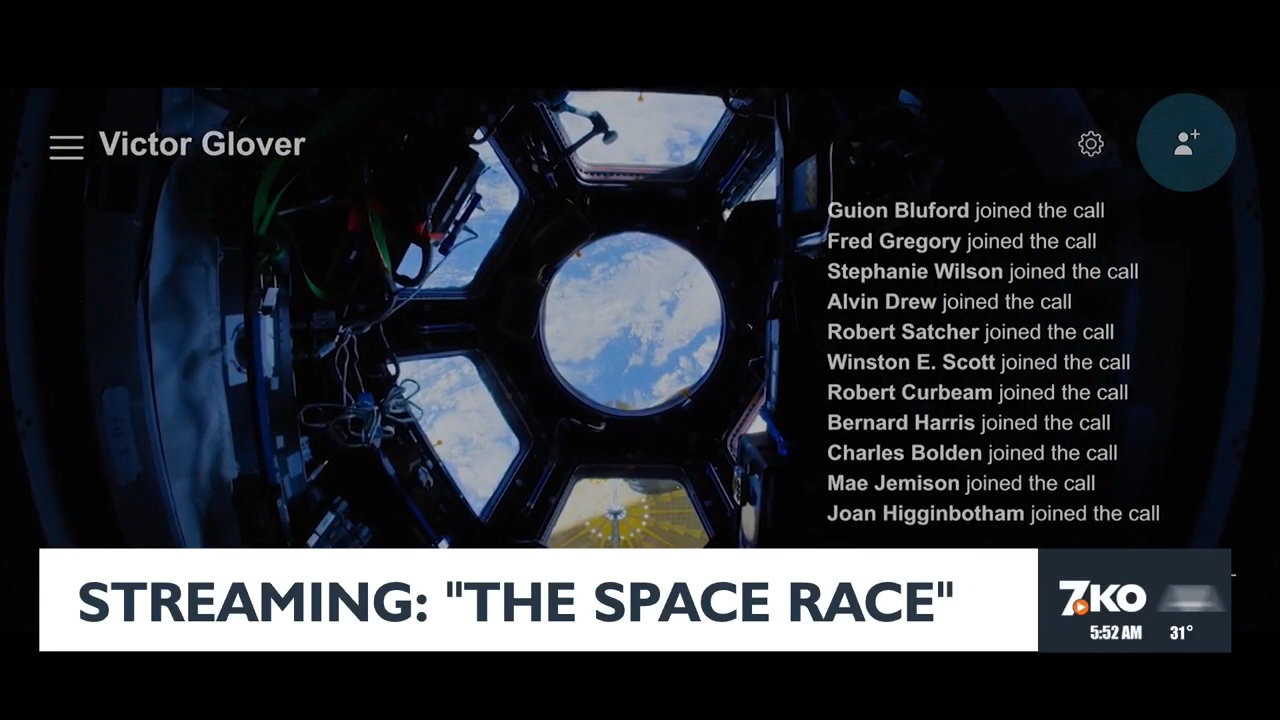 Victor Glover
Guion Bluford joined the call
Fred Gregory joined the call
Stephanie Wilson joined the call
Alvin Drew joined the call
Robert Satcher joined the call
Winston E. Scott joined the call
Robert Curbeam joined the call
Bernard Harris joined the call
Charles Bolden joined the call
Mae Jemison joined the call
Joan Higginbotham joined the call
STREAMING: "THE SPACE RACE"
7KO
5:52 AM 31°